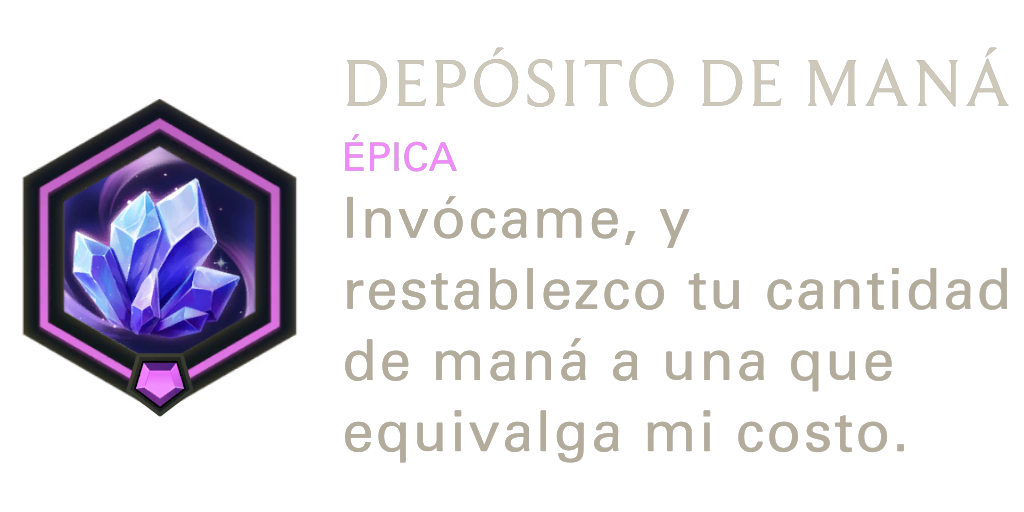 DEPÓSITO DE MANÁ
ÉPICA
Invócame, y
restablezco tu cantidad
de maná a una que
equivalga mi costo.